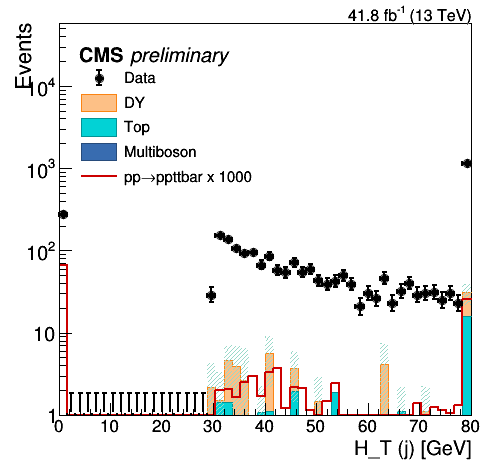 41.8 fb⁻¹ (13 TeV)
Events
CMS preliminary
Data
DY
Top
Multiboson
pp→ppttbar x 1000
10⁴
10³
10²
10
1
0 10 20 30 40 50 60 70 80
H_T (j) [GeV]